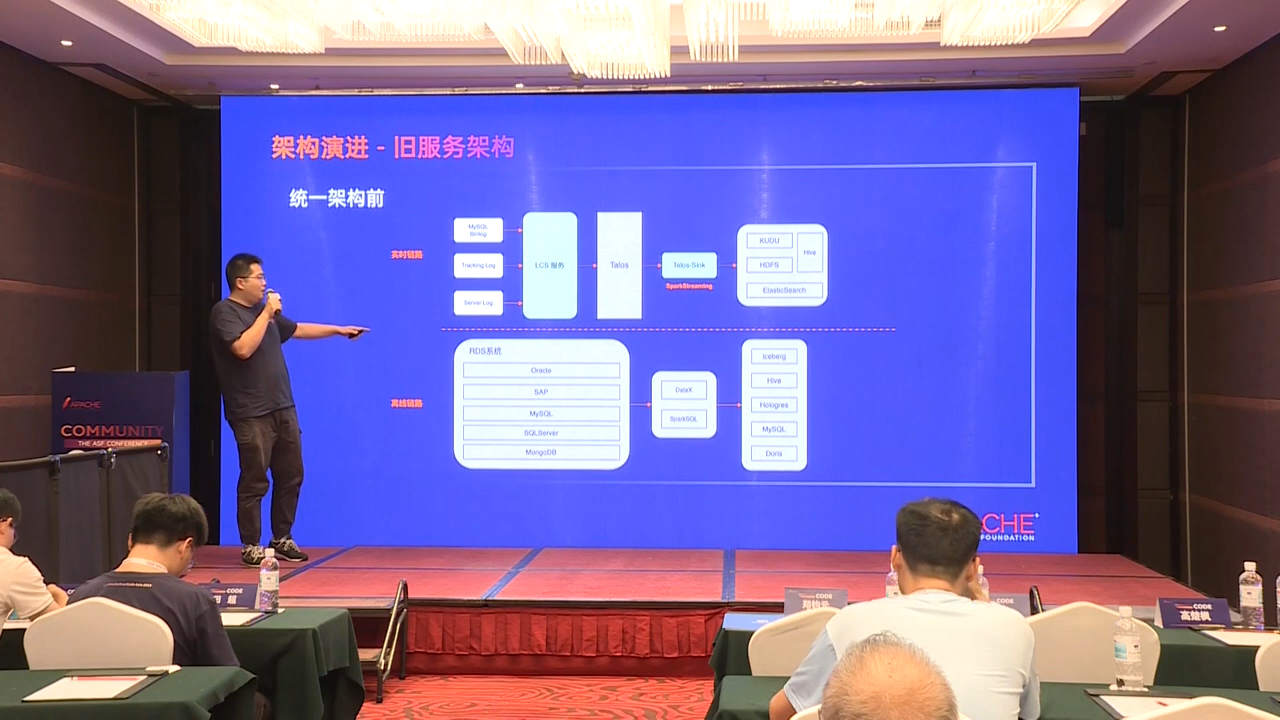 架构演进 - 旧服务架构
统一架构前
实时链路
MySQL
Binlog
Tracking Log
Server Log
LCS 服务
Talos
Talos-Sink
SparkStreaming
KUDU
HDFS
Hive
ElasticSearch
离线链路
RDS系统
Oracle
SAP
MySQL
SQLServer
MongoDB
DataX
SparkSQL
Iceberg
Hive
Hologres
MySQL
Doris
CHE
FOUNDATION
APACHE
COMMUNITY
THE ASF CONFERENCE
CODE
CODE
CODE
CODE
高楚枫